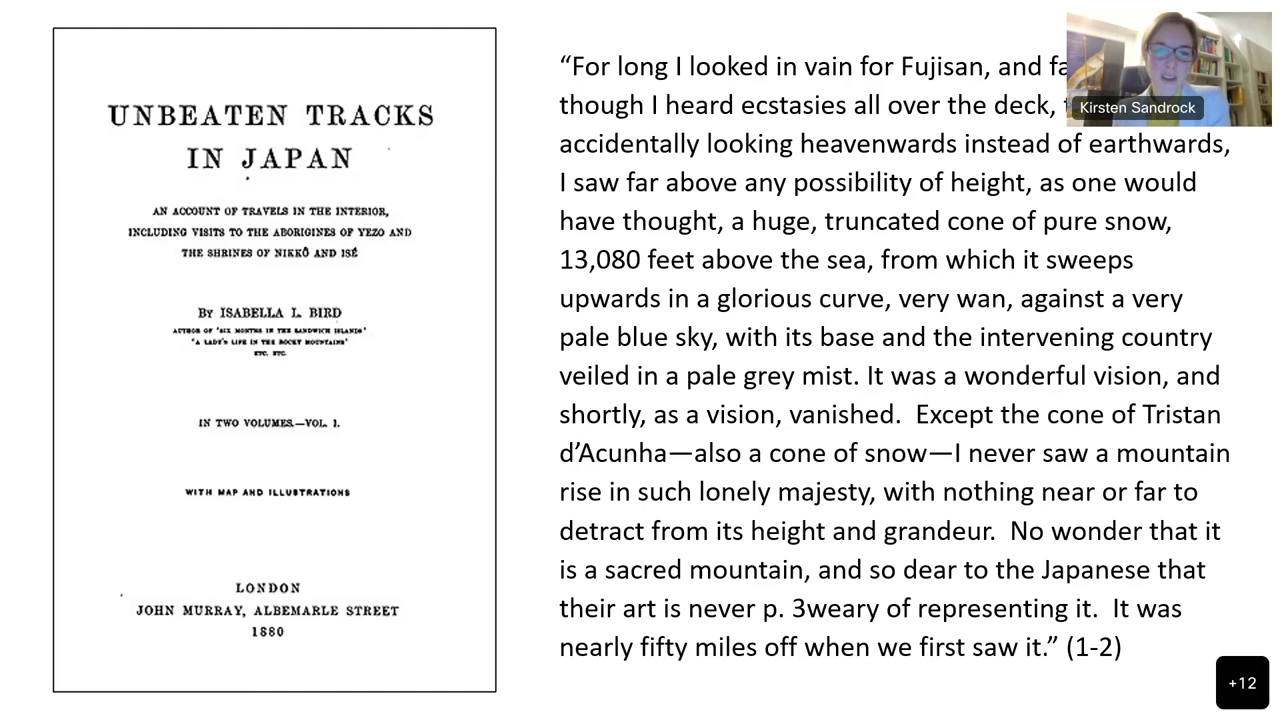 UNBEATEN TRACKS
IN JAPAN
AN ACCOUNT OF TRAVELS IN THE INTERIOR,
INCLUDING VISITS TO THE ABORIGINES OF YEZO AND
THE SHRINES OF NIKKÔ AND ISÉ
BY ISABELLA L. BIRD
AUTHOR OF 'SIX MONTHS IN THE SANDWICH ISLANDS'
"A LADY'S LIFE IN THE ROCKY MOUNTAINS'
ETC. ETC.
IN TWO VOLUMES.—VOL. I.
WITH MAP AND ILLUSTRATIONS
LONDON
JOHN MURRAY, ALBEMARLE STREET
1880
“For long I looked in vain for Fujisan, and
though I heard ecstasies all over the deck,
accidentally looking heavenwards instead of earthwards,
I saw far above any possibility of height, as one would
have thought, a huge, truncated cone of pure snow,
13,080 feet above the sea, from which it sweeps
upwards in a glorious curve, very wan, against a very
pale blue sky, with its base and the intervening country
veiled in a pale grey mist. It was a wonderful vision, and
shortly, as a vision, vanished.  Except the cone of Tristan
d’Acunha—also a cone of snow—I never saw a mountain
rise in such lonely majesty, with nothing near or far to
detract from its height and grandeur.  No wonder that it
is a sacred mountain, and so dear to the Japanese that
their art is never p. 3weary of representing it.  It was
nearly fifty miles off when we first saw it.” (1-2)
Kirsten Sandrock
+12